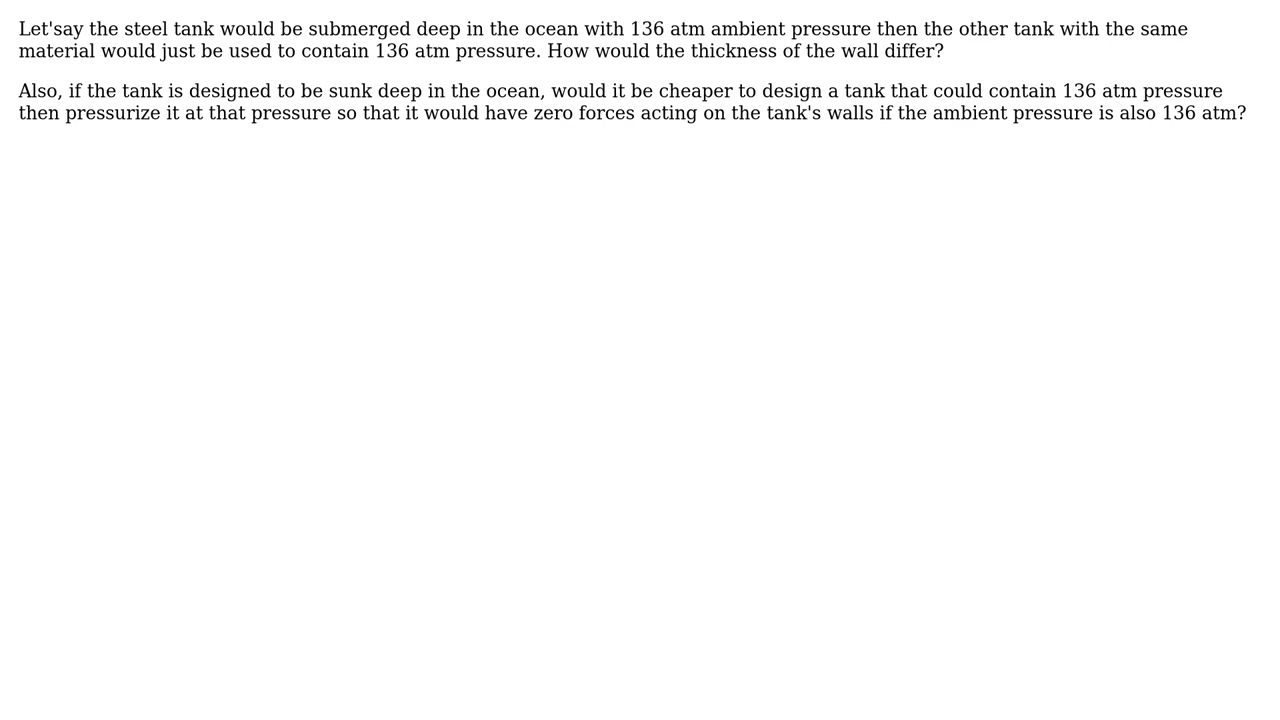 Let'say the steel tank would be submerged deep in the ocean with 136 atm ambient pressure then the other tank with the same
material would just be used to contain 136 atm pressure. How would the thickness of the wall differ?
Also, if the tank is designed to be sunk deep in the ocean, would it be cheaper to design a tank that could contain 136 atm pressure
then pressurize it at that pressure so that it would have zero forces acting on the tank's walls if the ambient pressure is also 136 atm?